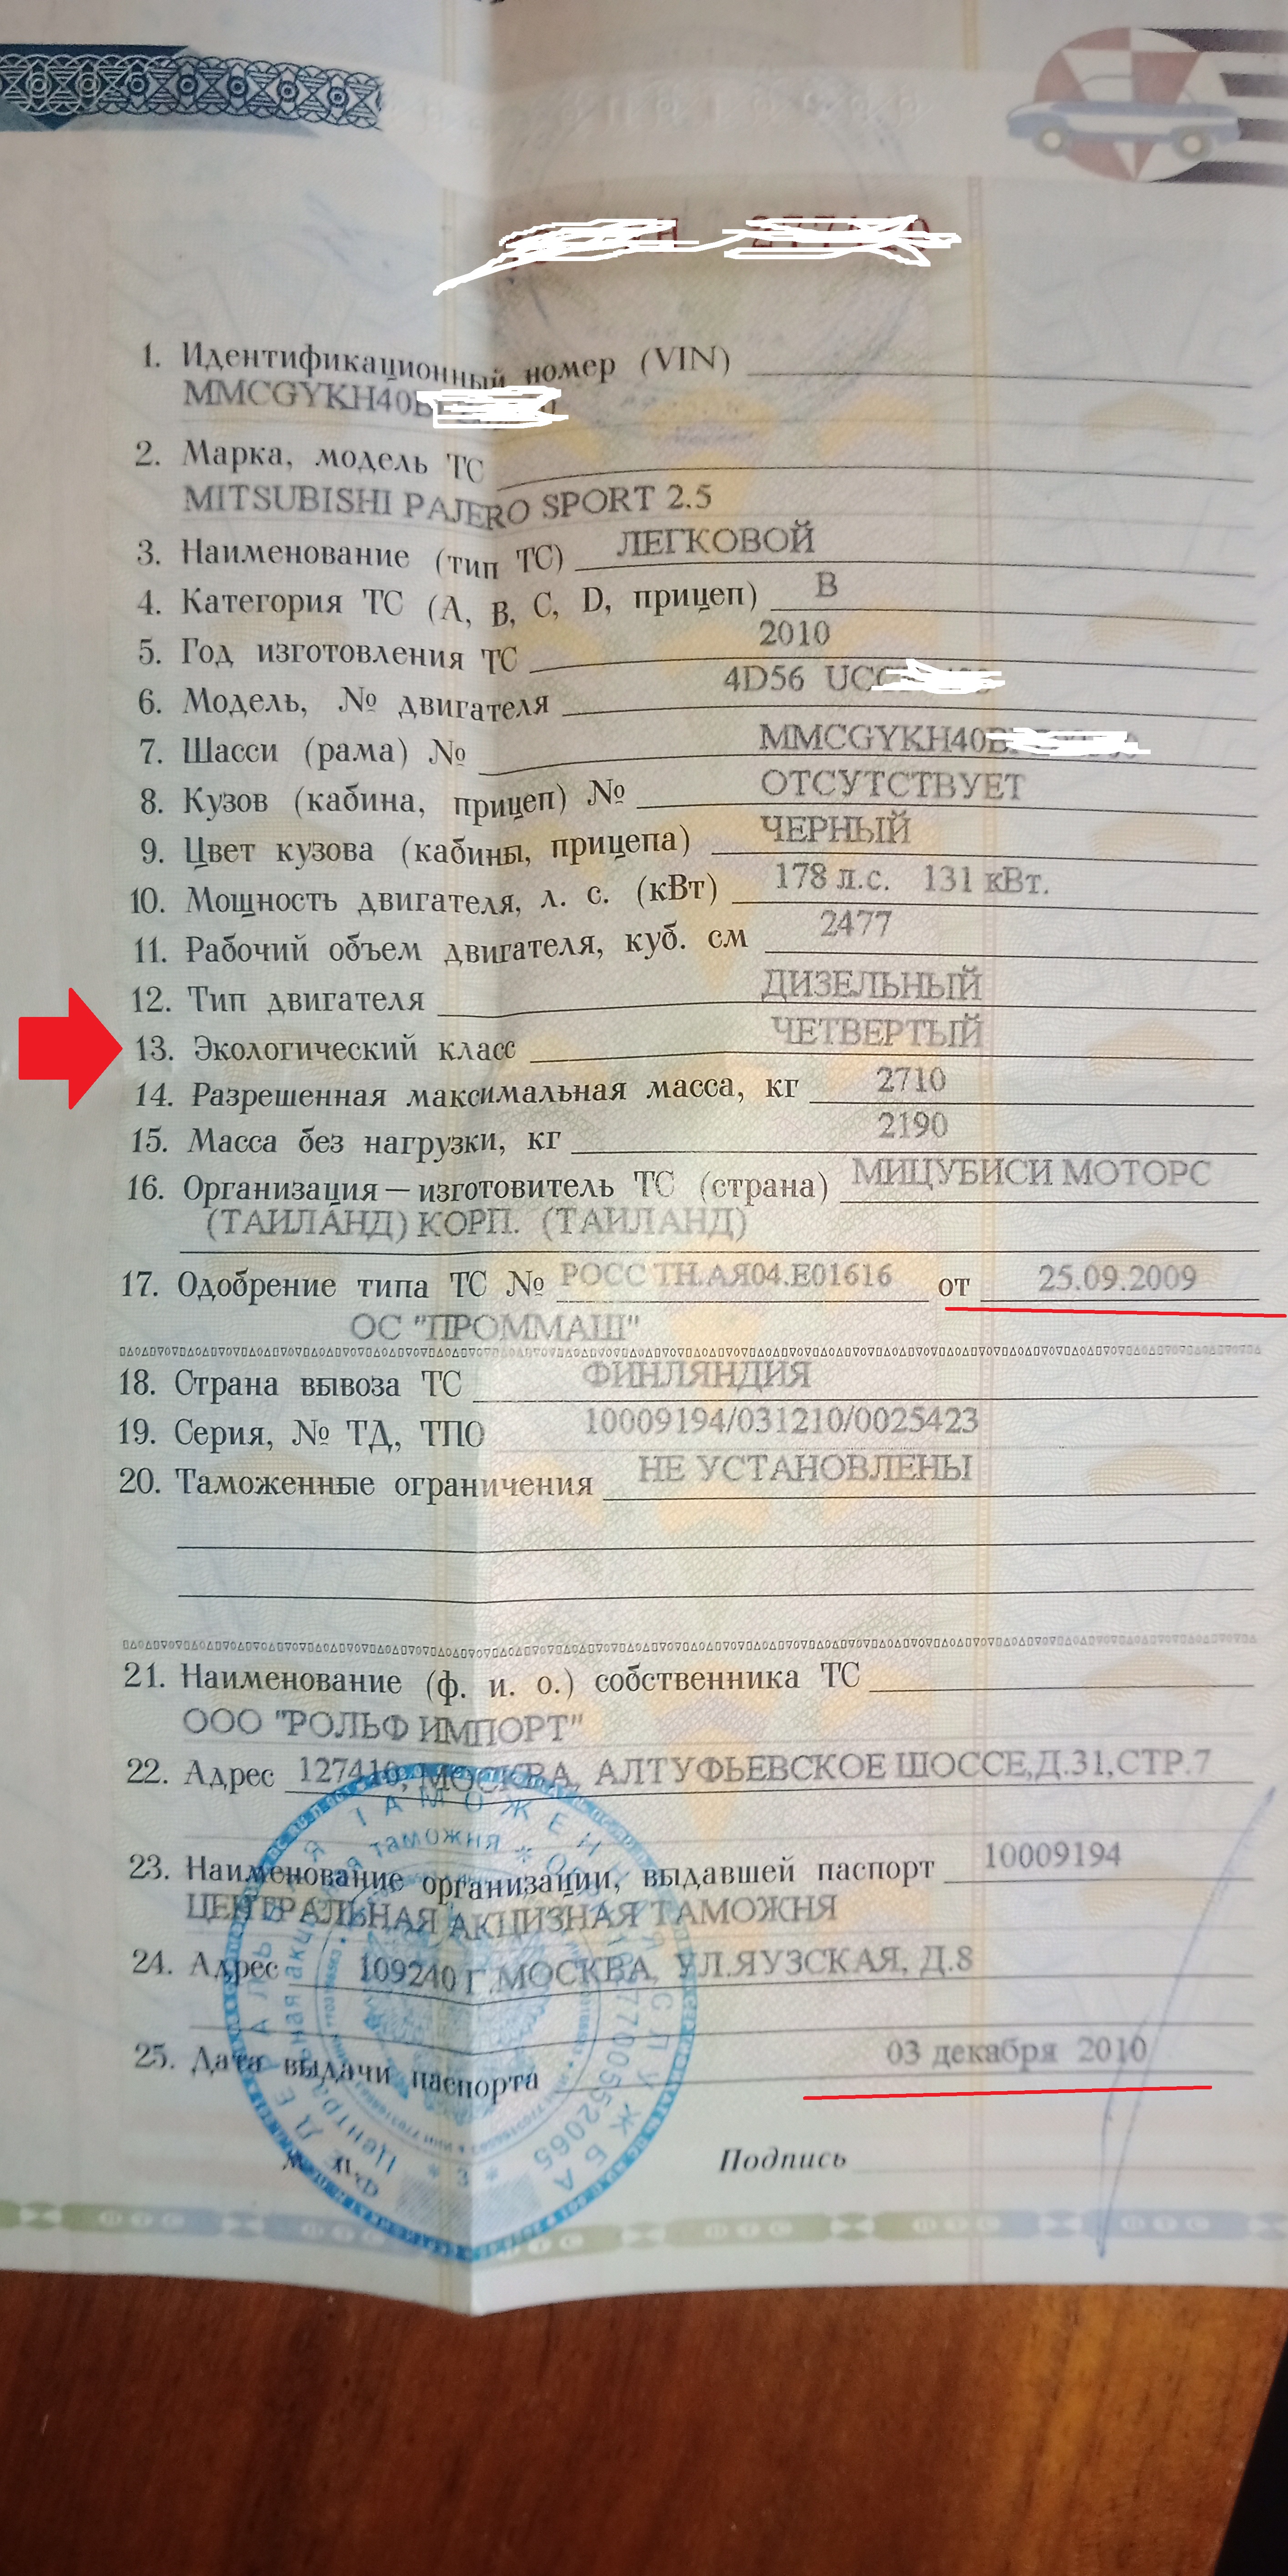 1. Идентификационный номер (VIN)
MMCGYKH40B
2. Марка, модель ТС
MITSUBISHI PAJERO SPORT 2.5
3. Наименование (тип ТС) ЛЕГКОВОЙ
4. Категория ТС (А, В, С, D, прицеп) В
5. Год изготовления ТС 2010
6. Модель, № двигателя 4D56 UC
7. Шасси (рама) № MMCGYKH40B
8. Кузов (кабина, прицеп) № ОТСУТСТВУЕТ
9. Цвет кузова (кабины, прицепа) ЧЕРНЫЙ
10. Мощность двигателя, л. с. (кВт) 178 л.с. 131 кВт.
11. Рабочий объем двигателя, куб. см 2477
12. Тип двигателя ДИЗЕЛЬНЫЙ
13. Экологический класс ЧЕТВЕРТЫЙ
14. Разрешенная максимальная масса, кг 2710
15. Масса без нагрузки, кг 2190
16. Организация – изготовитель ТС (страна) МИЦУБИСИ МОТОРС
(ТАИЛАНД) КОРП. (ТАИЛАНД)
17. Одобрение типа ТС № РОСС TH.АЯ04.Е01616 от 25.09.2009
ОС "ПРОММАШ"
18. Страна вывоза ТС ФИНЛЯНДИЯ
19. Серия, № ТД, ТПО 10009194/031210/0025423
20. Таможенные ограничения НЕ УСТАНОВЛЕНЫ
21. Наименование (ф. и. о.) собственника ТС
ООО "РОЛЬФ ИМПОРТ"
22. Адрес 127410, МОСКВА, АЛТУФЬЕВСКОЕ ШОССЕ,Д.31,СТР.7
23. Наименование организации, выдавшей паспорт 10009194
ЦЕНТРАЛЬНАЯ АКЦИЗНАЯ ТАМОЖНЯ
24. Адрес 109240 Г.МОСКВА, УЛ.ЯУЗСКАЯ, Д.8
25. Дата выдачи паспорта 03 декабря 2010
Подпись